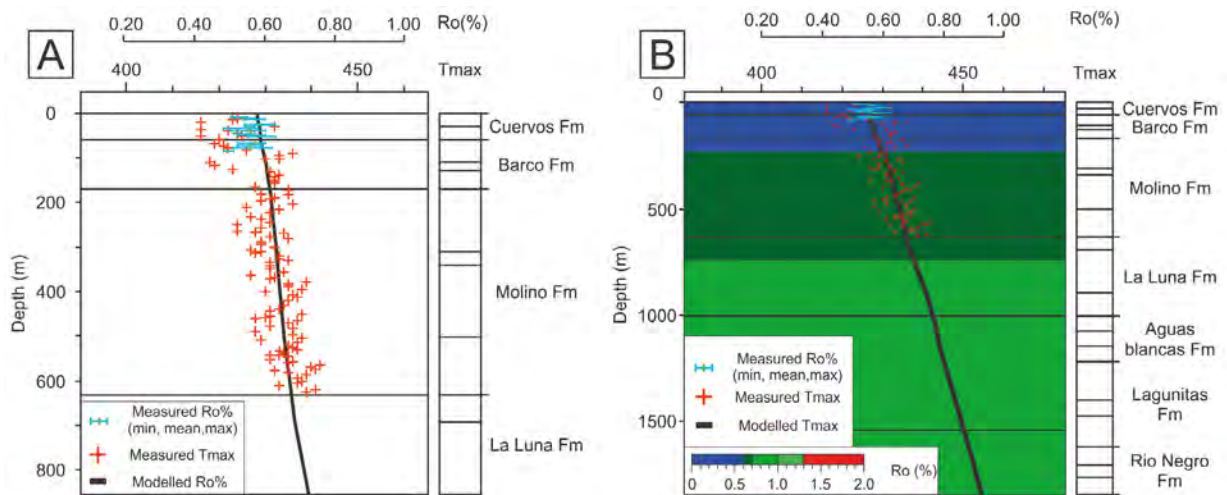 A
0.20 0.40 0.60 0.80 1.00 Ro(%)
400 450 Tmax
0
200
400
600
800
Depth (m)
Cuervos Fm
Barco Fm
Molino Fm
La Luna Fm
Measured Ro%
(min, mean,max)
Measured Tmax
Modelled Ro%
B
0.20 0.40 0.60 0.80 1.00 Ro(%)
400 450 Tmax
0
500
1000
1500
Depth (m)
Cuervos Fm
Barco Fm
Molino Fm
La Luna Fm
Aguas
blancas Fm
Lagunitas
Fm
Rio Negro
Fm
Measured Ro%
(min, mean,max)
Measured Tmax
Modelled Tmax
0 0.5 1.0 1.5 2.0
Ro (%)